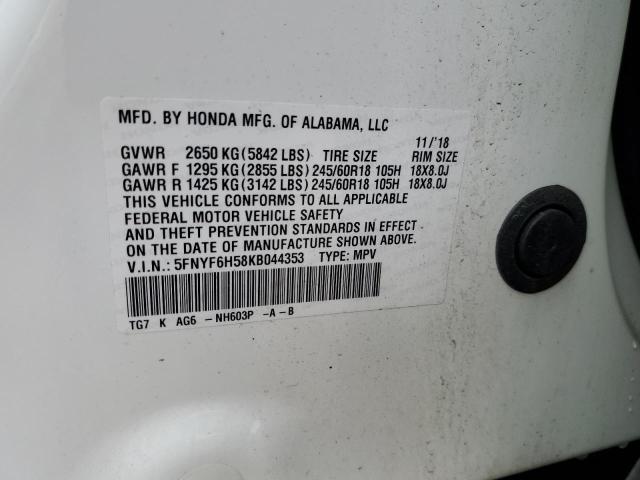 MFD. BY HONDA MFG. OF ALABAMA, LLC
11/'18
GVWR 2650 KG(5842 LBS) TIRE SIZE RIM SIZE
GAWR F 1295 KG(2855 LBS) 245/60R18 105H 18X8.0J
GAWR R 1425 KG(3142 LBS) 245/60R18 105H 18X8.0J
THIS VEHICLE CONFORMS TO ALL APPLICABLE
FEDERAL MOTOR VEHICLE SAFETY
AND THEFT PREVENTION STANDARDS IN EFFECT
ON THE DATE OF MANUFACTURE SHOWN ABOVE.
V.I.N.: 5FNYF6H58KB044353 TYPE: MPV
TG7 K AG6 -NH603P -A-B